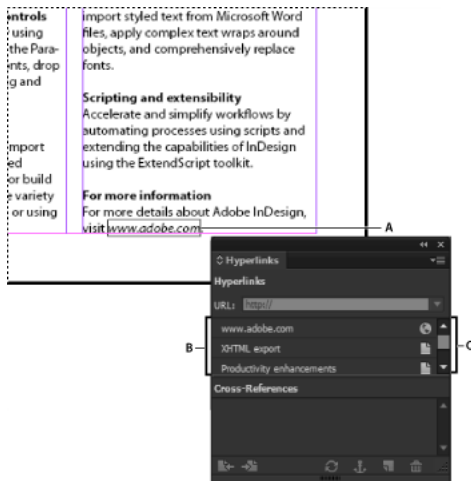 ntrols
using
the Para-
nts, drop
g and
mport
ed
or build
variety
or using
import styled text from Microsoft Word
files, apply complex text wraps around
objects, and comprehensively replace
fonts.
Scripting and extensibility
Accelerate and simplify workflows by
automating processes using scripts and
extending the capabilities of InDesign
using the ExtendScript toolkit.
For more information
For more details about Adobe InDesign,
visit www.adobe.com
A
Hyperlinks
Hyperlinks
URL: http://
www.adobe.com
XHTML export
Productivity enhancements
B
C
Cross-References